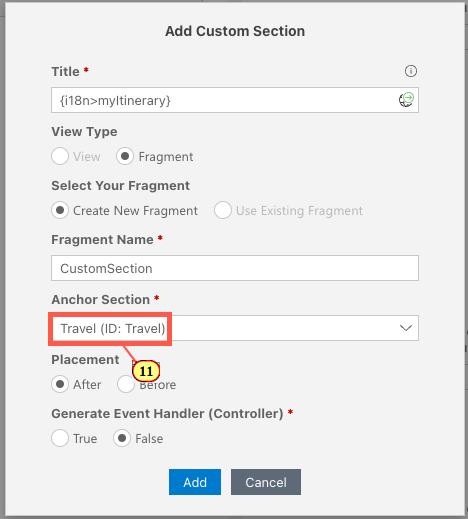 Add Custom Section
Title *
{i18n>myItinerary}
View Type
View Fragment
Select Your Fragment
Create New Fragment Use Existing Fragment
Fragment Name *
CustomSection
Anchor Section *
Travel (ID: Travel)
Placement
11
After Before
Generate Event Handler (Controller) *
True False
Add Cancel